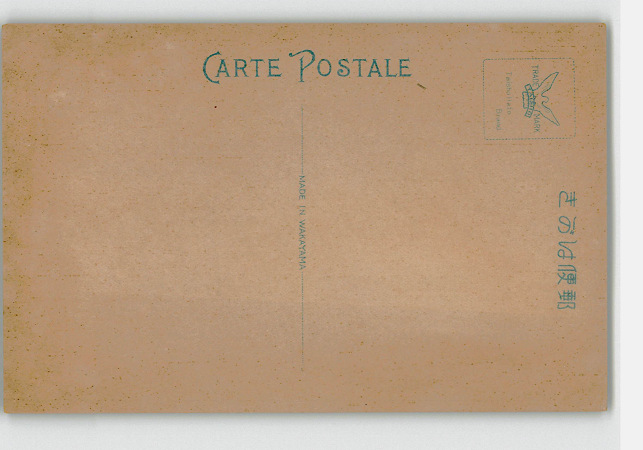 CARTE POSTALE
TRADE MARK
MADE IN WAKAYAMA
きがは便郵